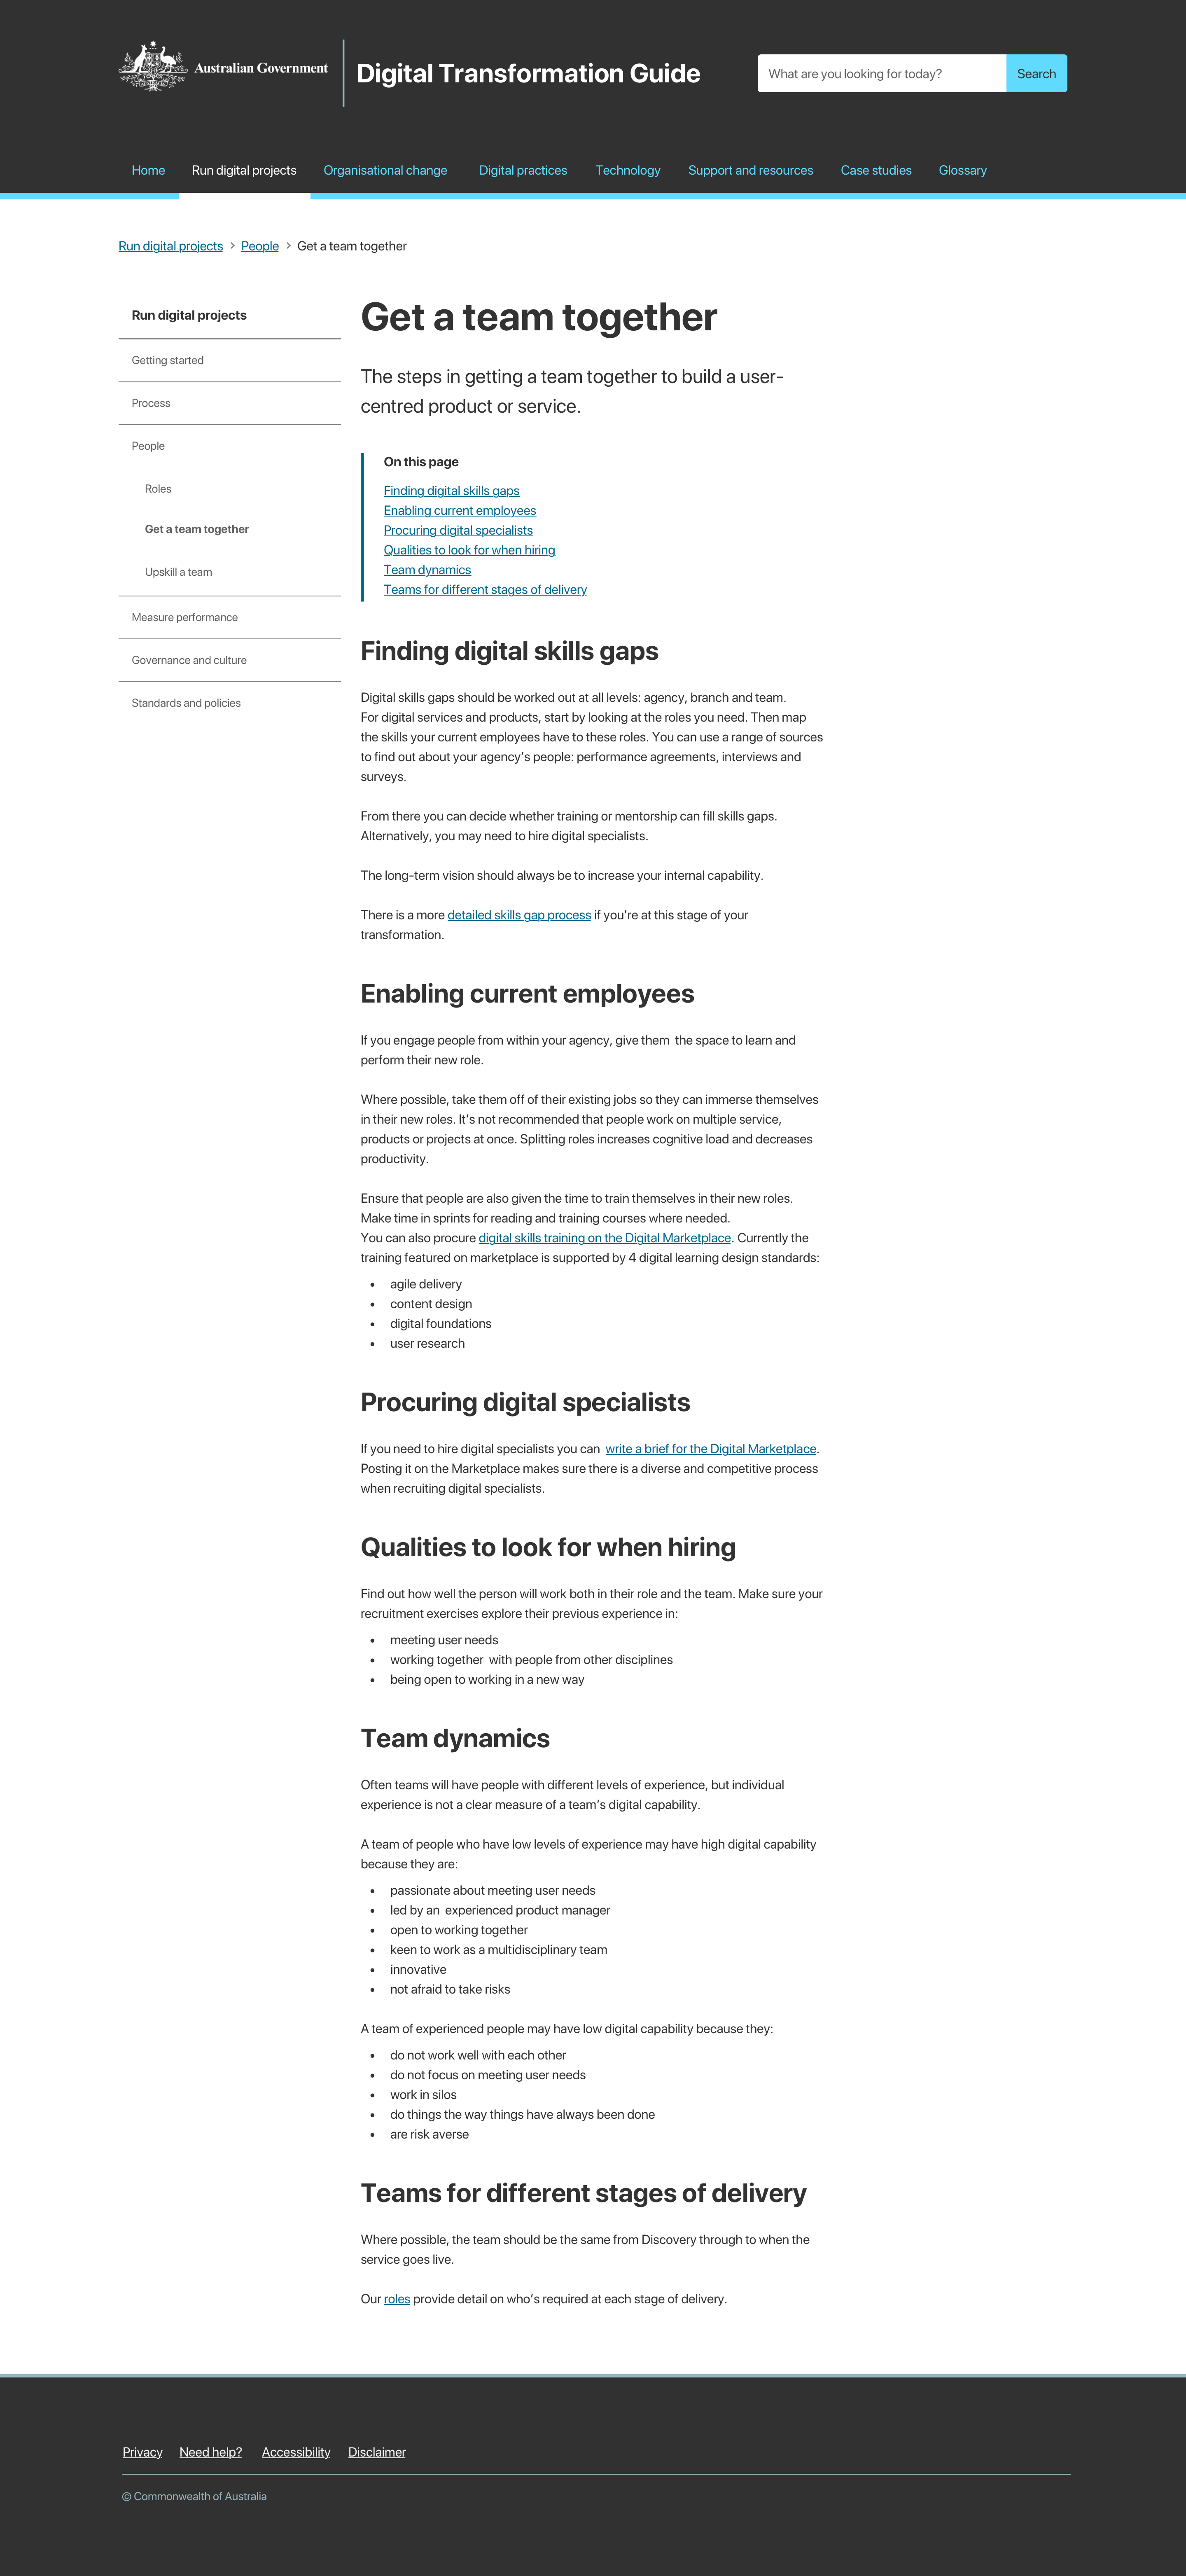 Australian Government
Digital Transformation Guide
What are you looking for today?
Search
Home
Run digital projects
Organisational change
Digital practices
Technology
Support and resources
Case studies
Glossary
Run digital projects > People > Get a team together
Run digital projects
Getting started
Process
People
Roles
Get a team together
Upskill a team
Measure performance
Governance and culture
Standards and policies
Get a team together
The steps in getting a team together to build a user-
centred product or service.
On this page
Finding digital skills gaps
Enabling current employees
Procuring digital specialists
Qualities to look for when hiring
Team dynamics
Teams for different stages of delivery
Finding digital skills gaps
Digital skills gaps should be worked out at all levels: agency, branch and team.
For digital services and products, start by looking at the roles you need. Then map
the skills your current employees have to these roles. You can use a range of sources
to find out about your agency's people: performance agreements, interviews and
surveys.
From there you can decide whether training or mentorship can fill skills gaps.
Alternatively, you may need to hire digital specialists.
The long-term vision should always be to increase your internal capability.
There is a more detailed skills gap process if you're at this stage of your
transformation.
Enabling current employees
If you engage people from within your agency, give them  the space to learn and
perform their new role.
Where possible, take them off of their existing jobs so they can immerse themselves
in their new roles. It's not recommended that people work on multiple service,
products or projects at once. Splitting roles increases cognitive load and decreases
productivity.
Ensure that people are also given the time to train themselves in their new roles.
Make time in sprints for reading and training courses where needed.
You can also procure digital skills training on the Digital Marketplace. Currently the
training featured on marketplace is supported by 4 digital learning design standards:
• agile delivery
• content design
• digital foundations
• user research
Procuring digital specialists
If you need to hire digital specialists you can  write a brief for the Digital Marketplace.
Posting it on the Marketplace makes sure there is a diverse and competitive process
when recruiting digital specialists.
Qualities to look for when hiring
Find out how well the person will work both in their role and the team. Make sure your
recruitment exercises explore their previous experience in:
• meeting user needs
• working together  with people from other disciplines
• being open to working in a new way
Team dynamics
Often teams will have people with different levels of experience, but individual
experience is not a clear measure of a team's digital capability.
A team of people who have low levels of experience may have high digital capability
because they are:
• passionate about meeting user needs
• led by an  experienced product manager
• open to working together
• keen to work as a multidisciplinary team
• innovative
• not afraid to take risks
A team of experienced people may have low digital capability because they:
• do not work well with each other
• do not focus on meeting user needs
• work in silos
• do things the way things have always been done
• are risk averse
Teams for different stages of delivery
Where possible, the team should be the same from Discovery through to when the
service goes live.
Our roles provide detail on who's required at each stage of delivery.
Privacy
Need help?
Accessibility
Disclaimer
© Commonwealth of Australia